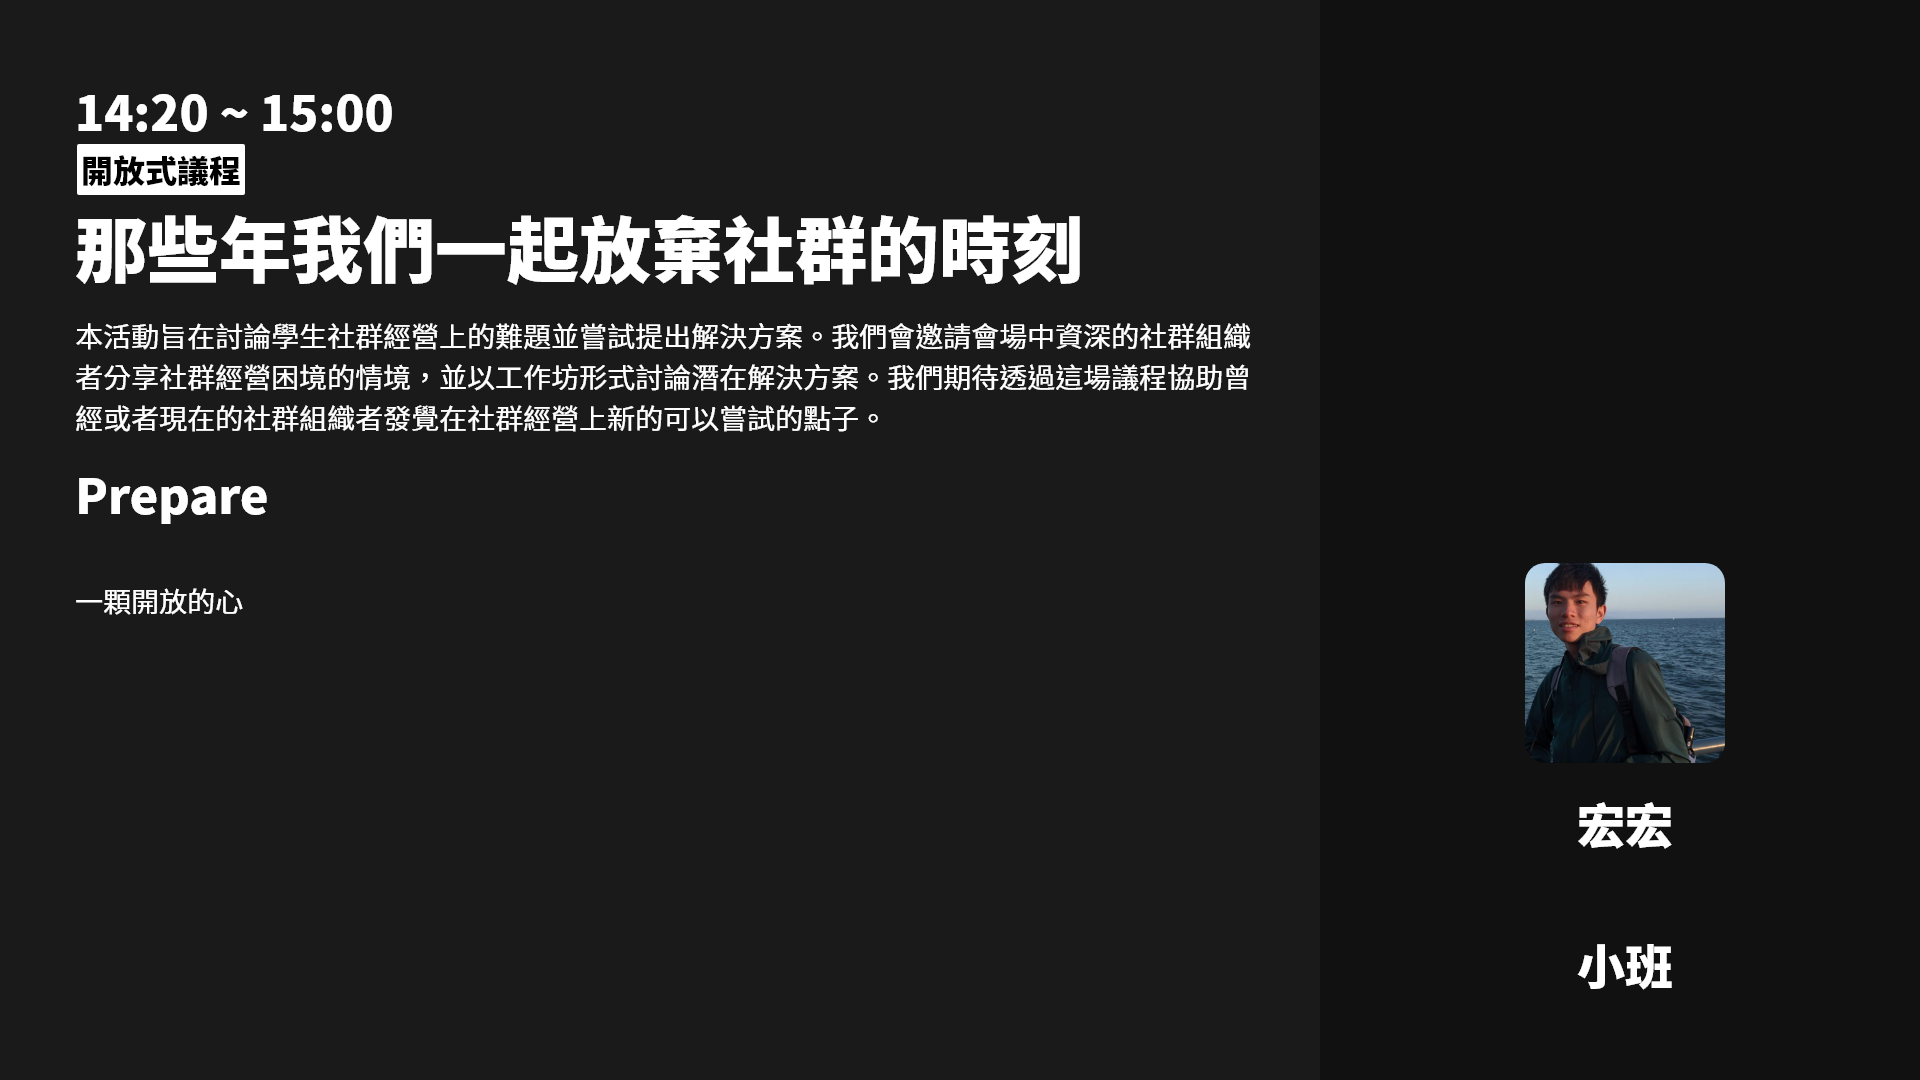 14:20 ~ 15:00
開放式議程
那些年我們一起放棄社群的時刻
本活動旨在討論學生社群經營上的難題並嘗試提出解決方案。我們會邀請會場中資深的社群組織
者分享社群經營困境的情境，並以工作坊形式討論潛在解決方案。我們期待透過這場議程協助曾
經或者現在的社群組織者發覺在社群經營上新的可以嘗試的點子。
Prepare
一顆開放的心
宏宏
小班